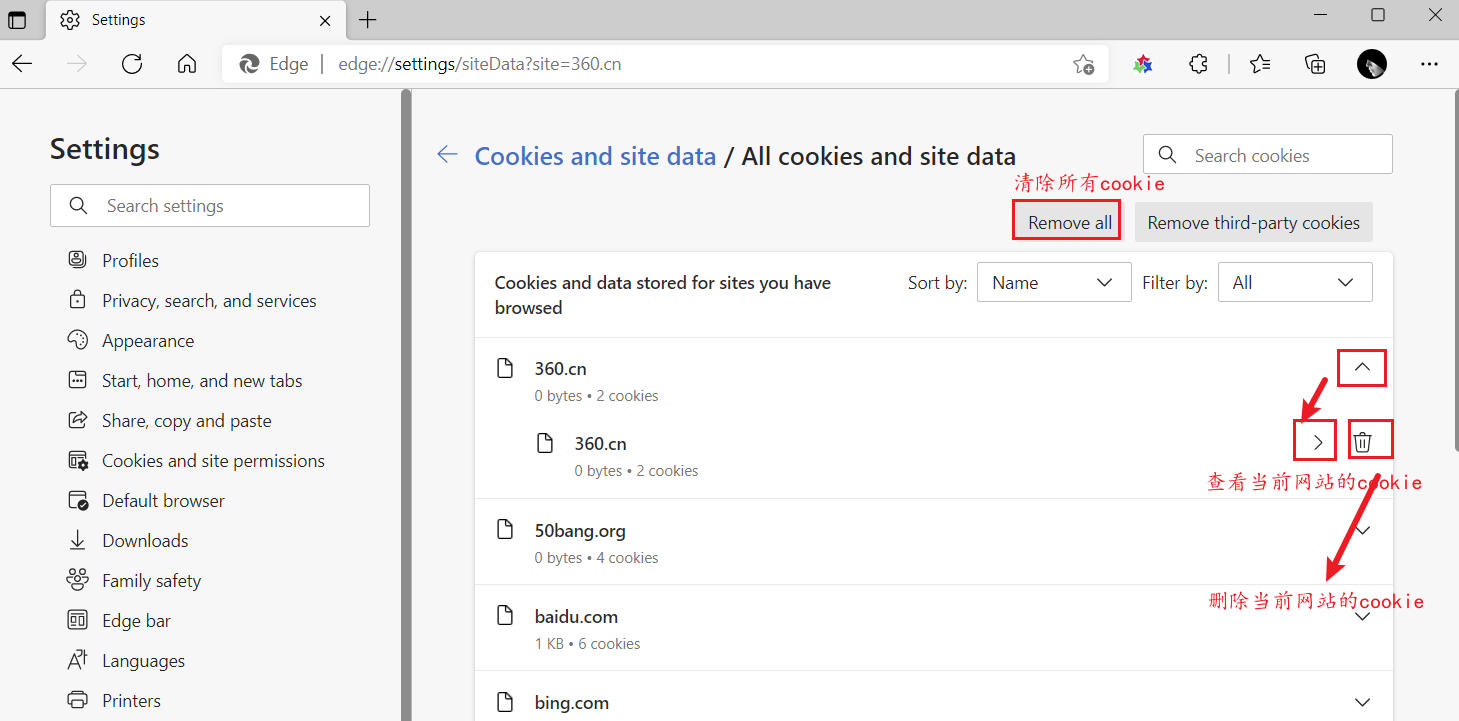 Settings
Edge
edge://settings/siteData?site=360.cn
Settings
Search settings
Profiles
Privacy, search, and services
Appearance
Start, home, and new tabs
Share, copy and paste
Cookies and site permissions
Default browser
Downloads
Family safety
Edge bar
Languages
Printers
Cookies and site data / All cookies and site data
Search cookies
清除所有cookie
Remove all
Remove third-party cookies
Cookies and data stored for sites you have
browsed
Sort by:
Name
Filter by:
All
360.cn
0 bytes • 2 cookies
360.cn
0 bytes • 2 cookies
查看当前网站的cookie
50bang.org
0 bytes • 4 cookies
删除当前网站的cookie
baidu.com
1 KB • 6 cookies
bing.com